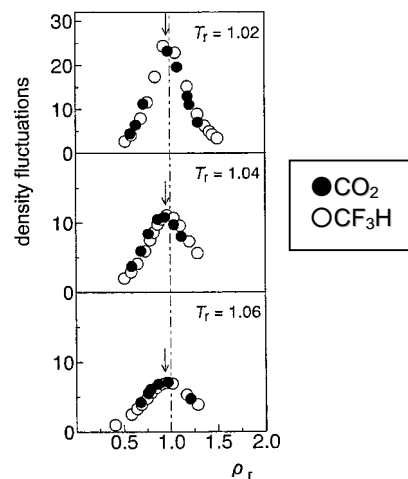 density fluctuations
T_r = 1.02
30
20
10
0
T_r = 1.04
10
0
T_r = 1.06
10
0
0.5 1.0 1.5 2.0
ρ_r
CO₂
CF₃H